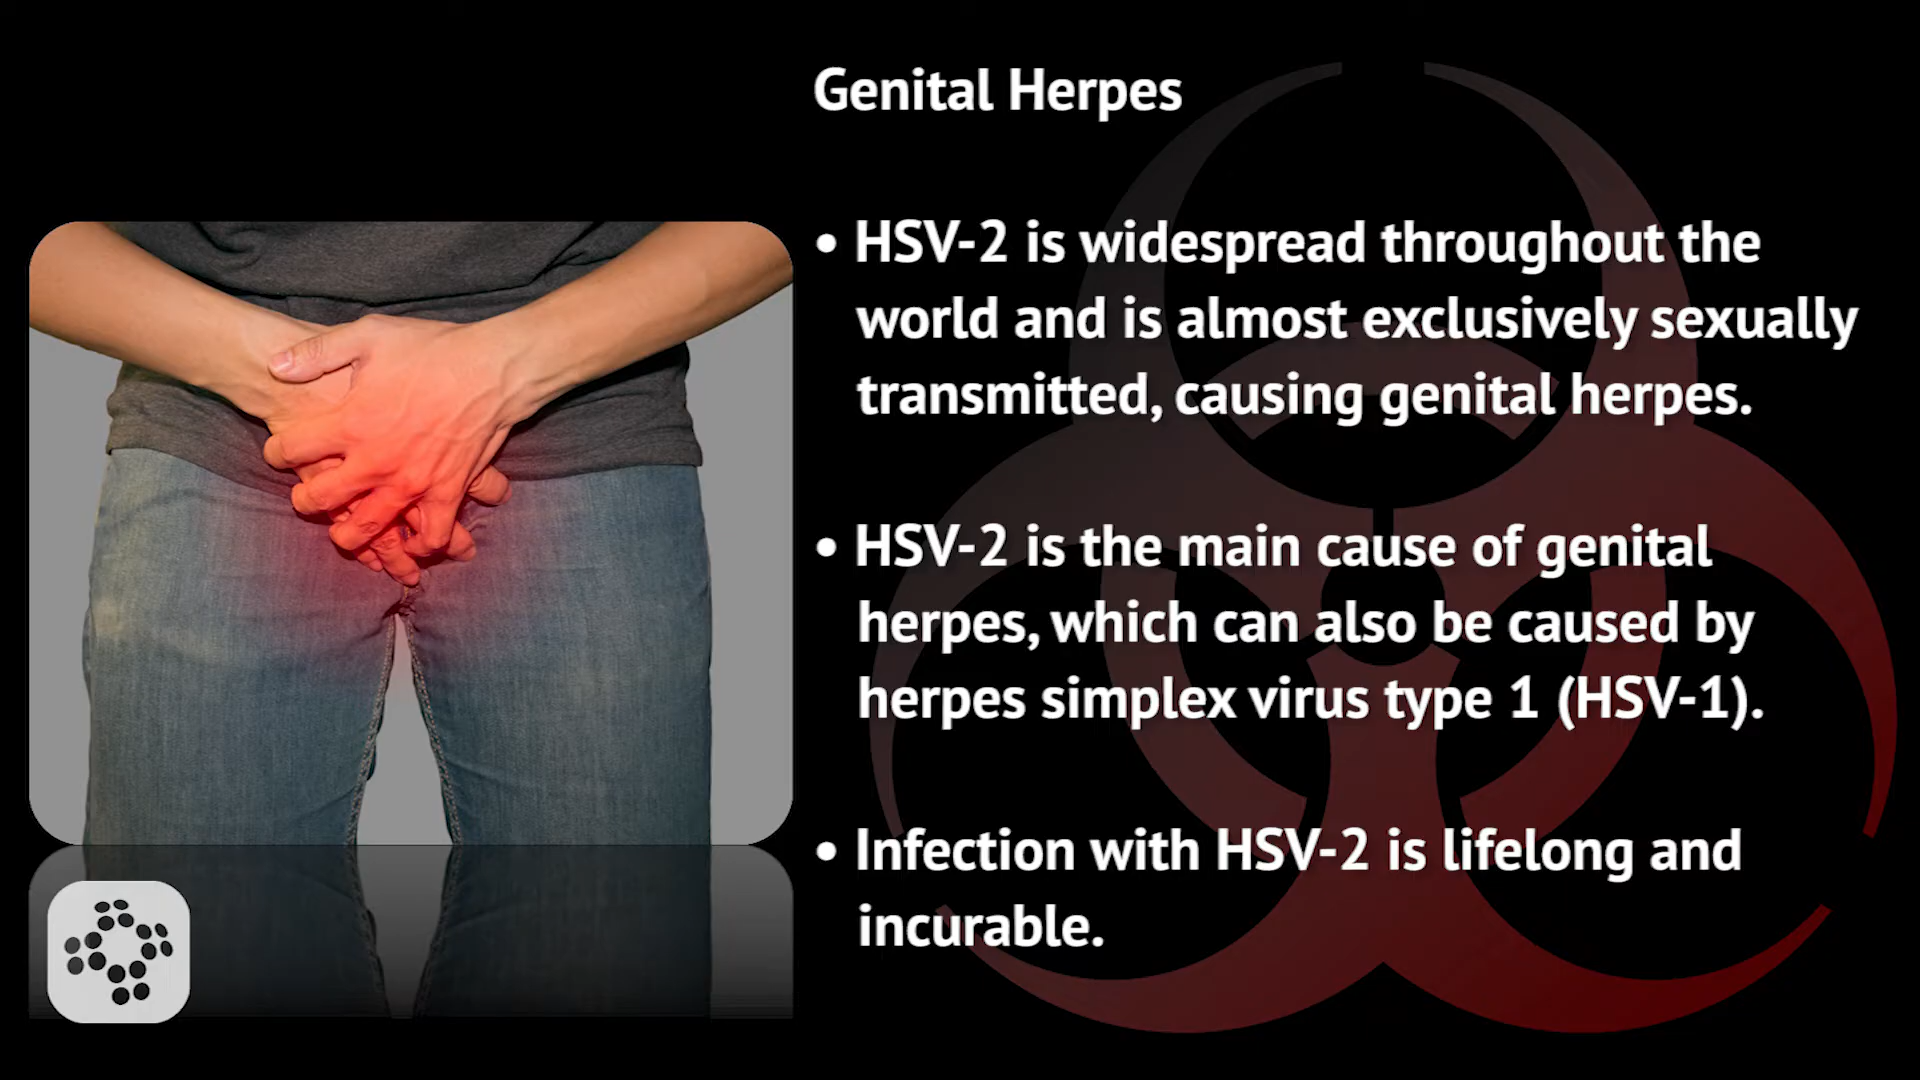 Genital Herpes
• HSV-2 is widespread throughout the
world and is almost exclusively sexually
transmitted, causing genital herpes.
• HSV-2 is the main cause of genital
herpes, which can also be caused by
herpes simplex virus type 1 (HSV-1).
• Infection with HSV-2 is lifelong and
incurable.